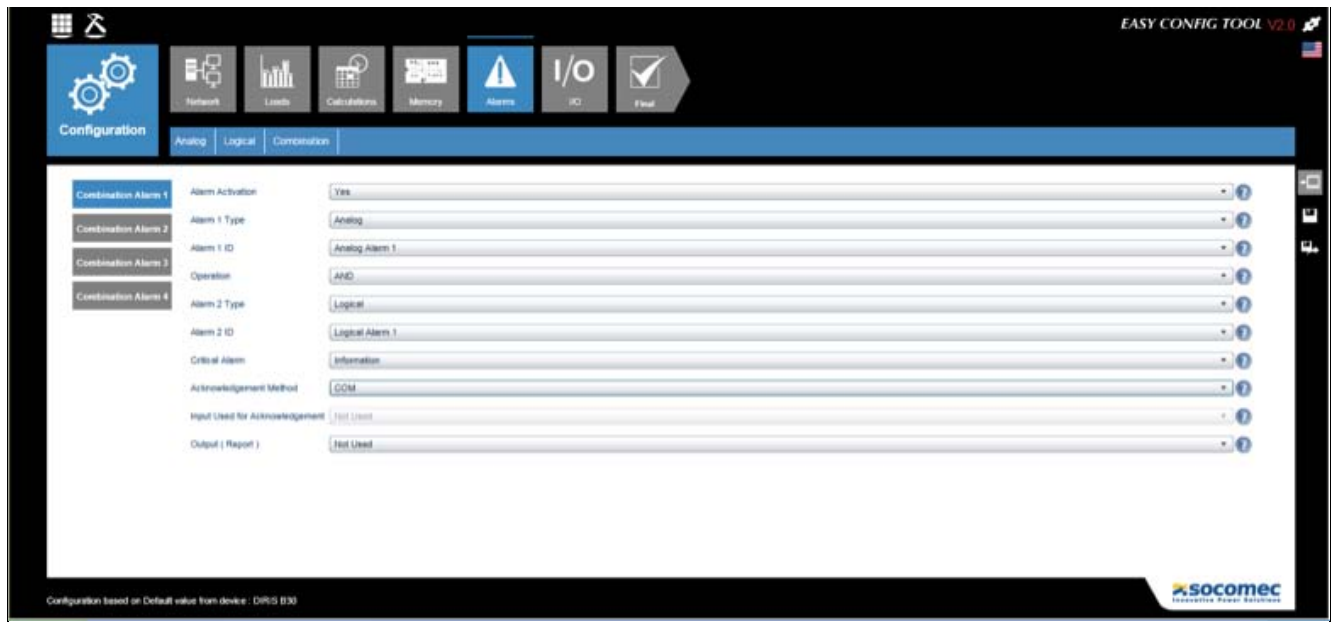 EASY CONFIG TOOL V2.0
Configuration
Network
Loads
Calculations
Memory
Alarms
I/O
I/O
Final
Analog
Logical
Combination
Combination Alarm 1
Combination Alarm 2
Combination Alarm 3
Combination Alarm 4
Alarm Activation
Yes
Alarm 1 Type
Analog
Alarm 1 ID
Analog Alarm 1
Operation
AND
Alarm 2 Type
Logical
Alarm 2 ID
Logical Alarm 1
Critical Alarm
Information
Acknowledgement Method
COM
Input Used for Acknowledgement
Not Used
Output ( Report )
Not Used
Configuration based on Default value from device : DIRIS B30
socomec
Innovative Power Solutions